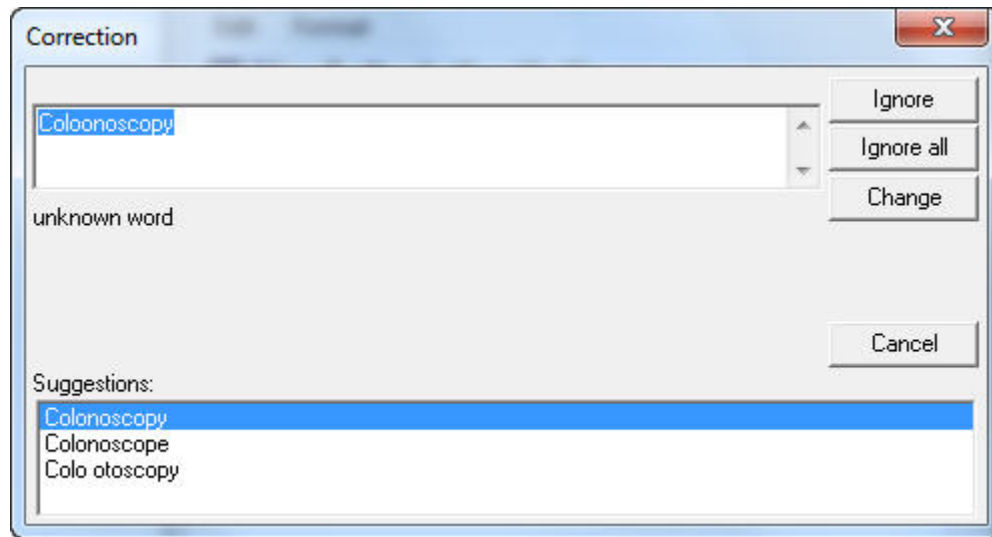 Correction
Coloonoscopy
Ignore
Ignore all
Change
unknown word
Cancel
Suggestions:
Colonoscopy
Colonoscope
Colo otoscopy